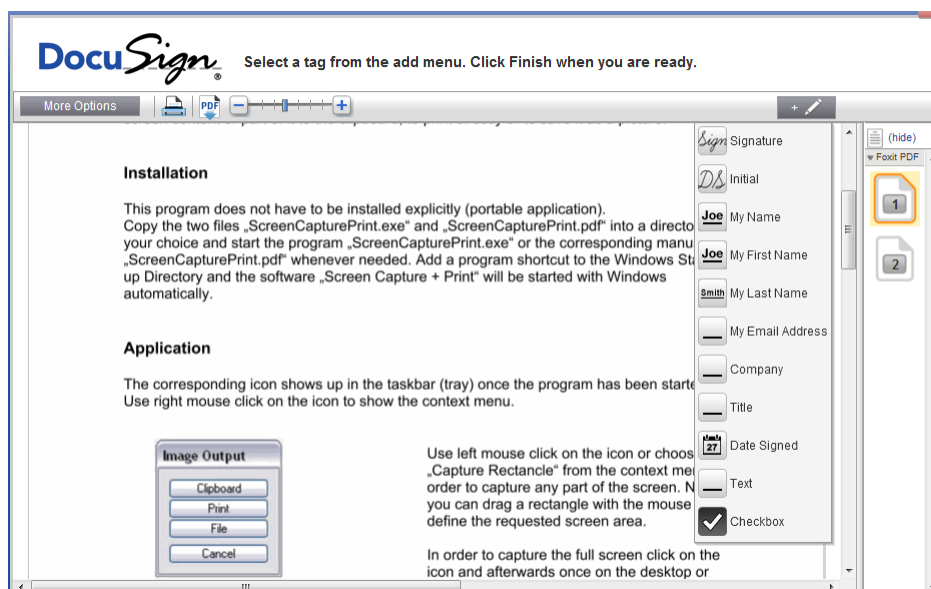 DocuSign®
Select a tag from the add menu. Click Finish when you are ready.
More Options
PDF
+
(hide)
Foxit PDF
1
2
Installation
This program does not have to be installed explicitly (portable application).
Copy the two files „ScreenCapturePrint.exe“ and „ScreenCapturePrint.pdf“ into a directo
your choice and start the program „ScreenCapturePrint.exe“ or the corresponding manu
„ScreenCapturePrint.pdf“ whenever needed. Add a program shortcut to the Windows Sta
up Directory and the software „Screen Capture + Print“ will be started with Windows
automatically.
Application
The corresponding icon shows up in the taskbar (tray) once the program has been starte
Use right mouse click on the icon to show the context menu.
Image Output
Clipboard
Print
File
Cancel
Use left mouse click on the icon or choos
„Capture Rectancle“ from the context me
order to capture any part of the screen. N
you can drag a rectangle with the mouse
define the requested screen area.
In order to capture the full screen click on the
icon and afterwards once on the desktop or
Sign Signature
DS Initial
Joe My Name
Joe My First Name
Smith My Last Name
My Email Address
Company
Title
27 Date Signed
Text
Checkbox